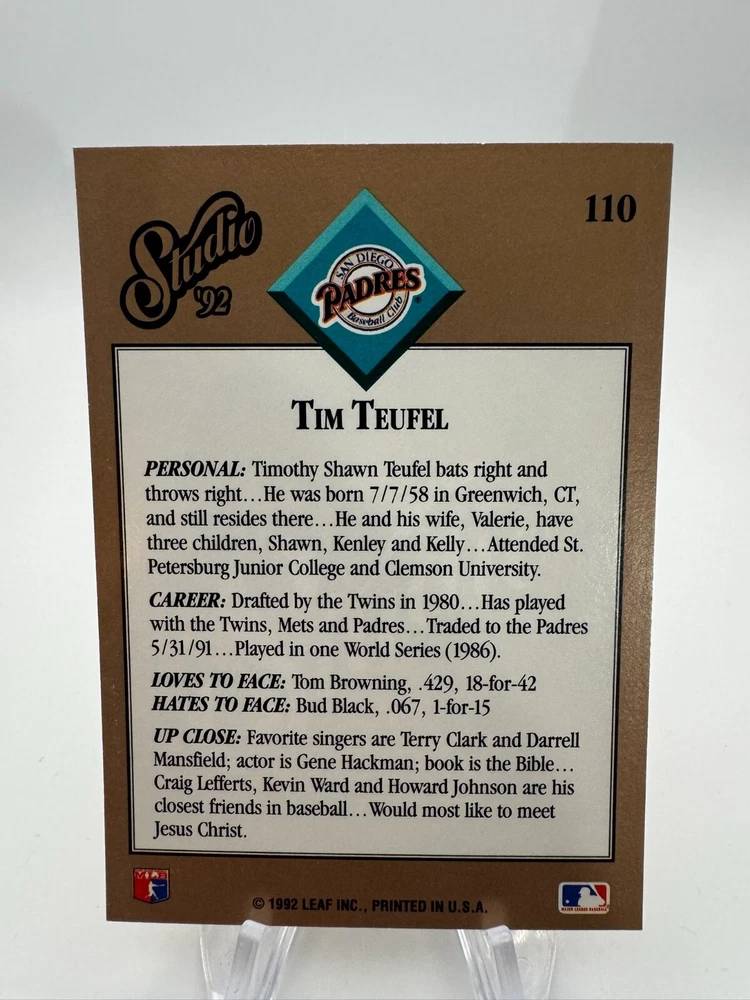 Studio
'92
110
SAN DIEGO
PADRES
Baseball Club
TIM TEUFEL
PERSONAL: Timothy Shawn Teufel bats right and
throws right...He was born 7/7/58 in Greenwich, CT,
and still resides there...He and his wife, Valerie, have
three children, Shawn, Kenley and Kelly...Attended St.
Petersburg Junior College and Clemson University.
CAREER: Drafted by the Twins in 1980...Has played
with the Twins, Mets and Padres...Traded to the Padres
5/31/91...Played in one World Series (1986).
LOVES TO FACE: Tom Browning, .429, 18-for-42
HATES TO FACE: Bud Black, .067, 1-for-15
UP CLOSE: Favorite singers are Terry Clark and Darrell
Mansfield; actor is Gene Hackman; book is the Bible...
Craig Lefferts, Kevin Ward and Howard Johnson are his
closest friends in baseball...Would most like to meet
Jesus Christ.
© 1992 LEAF INC., PRINTED IN U.S.A.
MAJOR LEAGUE BASEBALL